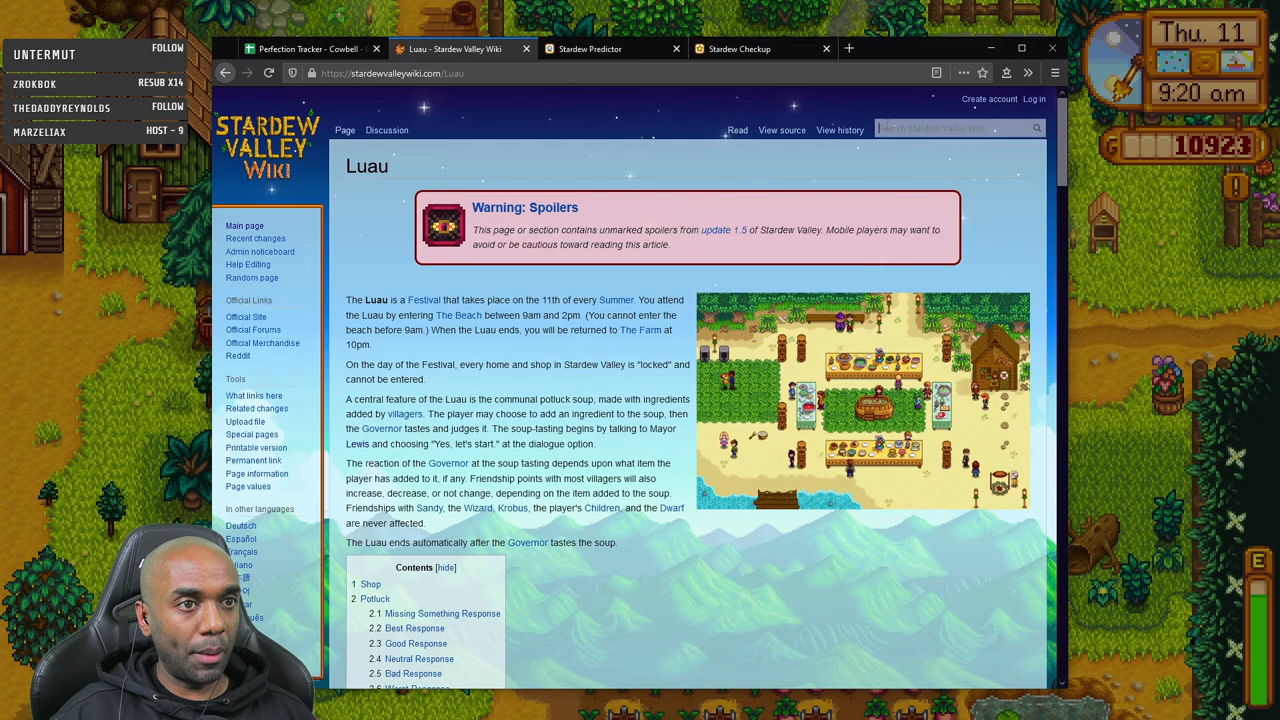 UNTERMUT FOLLOW
ZROKBOK RESUB X14
THEDADDYREYNOLDS FOLLOW
MARZELIAX HOST - 9
Perfection Tracker - Cowbell -
Luau - Stardew Valley Wiki
Stardew Predictor
Stardew Checkup
https://stardewvalleywiki.com/Luau
Thu. 11
9:20 am
10923
Create account Log in
STARDEW
VALLEY
WIKI
Page Discussion
Read View source View history
Search Stardew Valley Wiki
Luau
Warning: Spoilers
This page or section contains unmarked spoilers from update 1.5 of Stardew Valley. Mobile players may want to
avoid or be cautious toward reading this article.
Main page
Recent changes
Admin noticeboard
Help Editing
Random page
Official Links
Official Site
Official Forums
Official Merchandise
Reddit
Tools
What links here
Related changes
Upload file
Special pages
Printable version
Permanent link
Page information
Page values
In other languages
Deutsch
Español
The Luau is a Festival that takes place on the 11th of every Summer. You attend
the Luau by entering The Beach between 9am and 2pm. (You cannot enter the
beach before 9am.) When the Luau ends, you will be returned to The Farm at
10pm.
On the day of the Festival, every home and shop in Stardew Valley is "locked" and
cannot be entered.
A central feature of the Luau is the communal potluck soup, made with ingredients
added by villagers. The player may choose to add an ingredient to the soup, then
the Governor tastes and judges it. The soup-tasting begins by talking to Mayor
Lewis and choosing "Yes, let's start." at the dialogue option.
The reaction of the Governor at the soup tasting depends upon what item the
player has added to it, if any. Friendship points with most villagers will also
increase, decrease, or not change, depending on the item added to the soup.
Friendships with Sandy, the Wizard, Krobus, the player's Children, and the Dwarf
are never affected.
The Luau ends automatically after the Governor tastes the soup.
Contents [hide]
1 Shop
2 Potluck
2.1 Missing Something Response
2.2 Best Response
2.3 Good Response
2.4 Neutral Response
2.5 Bad Response
2.6 Worst Response
E